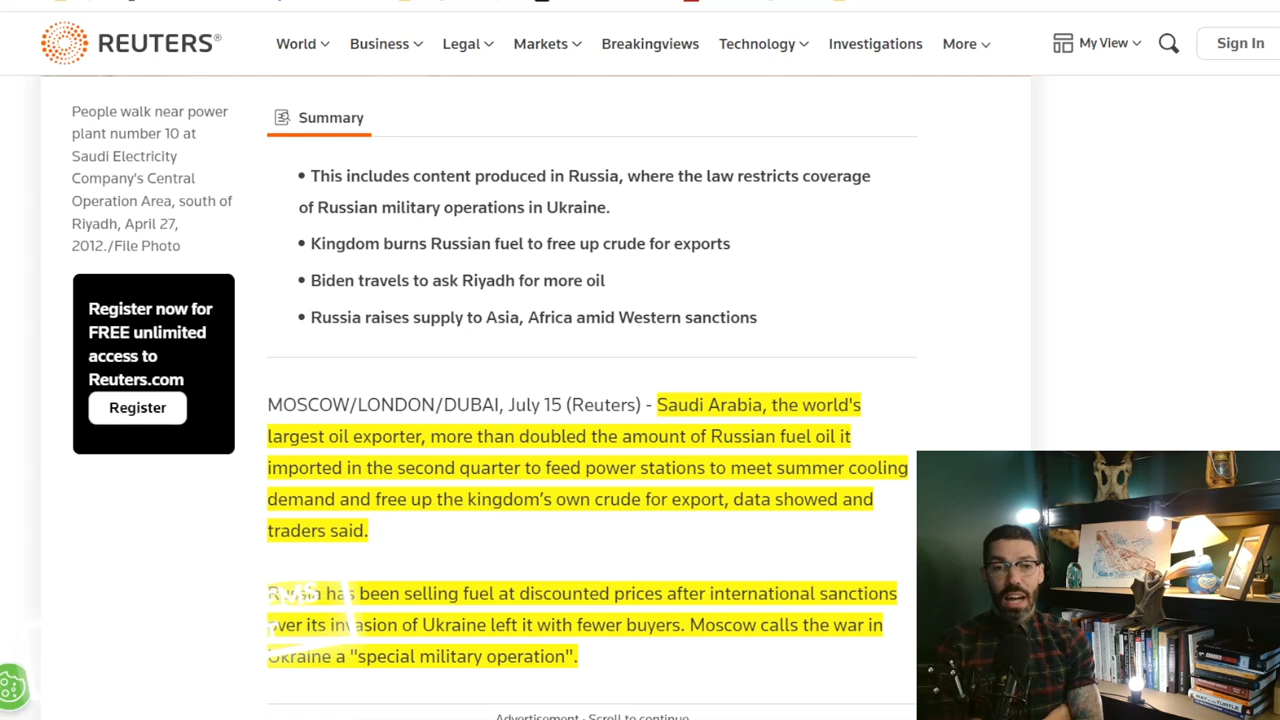 REUTERS®
World
Business
Legal
Markets
Breakingviews
Technology
Investigations
More
My View
Sign In
People walk near power
plant number 10 at
Saudi Electricity
Company's Central
Operation Area, south of
Riyadh, April 27,
2012./File Photo
Register now for
FREE unlimited
access to
Reuters.com
Register
Summary
• This includes content produced in Russia, where the law restricts coverage
of Russian military operations in Ukraine.
• Kingdom burns Russian fuel to free up crude for exports
• Biden travels to ask Riyadh for more oil
• Russia raises supply to Asia, Africa amid Western sanctions
MOSCOW/LONDON/DUBAI, July 15 (Reuters) - Saudi Arabia, the world's
largest oil exporter, more than doubled the amount of Russian fuel oil it
imported in the second quarter to feed power stations to meet summer cooling
demand and free up the kingdom’s own crude for export, data showed and
traders said.
Russia has been selling fuel at discounted prices after international sanctions
over its invasion of Ukraine left it with fewer buyers. Moscow calls the war in
Ukraine a "special military operation".
Advertisement · Scroll to continue